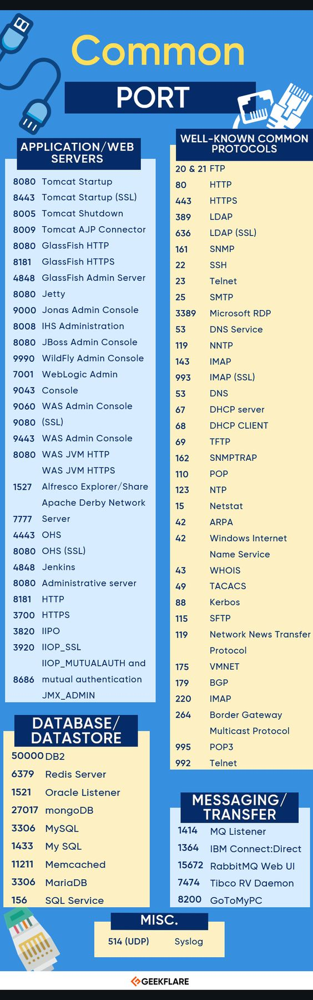 Common
PORT
APPLICATION/WEB
SERVERS
8080 Tomcat Startup
8443 Tomcat Startup (SSL)
8005 Tomcat Shutdown
8009 Tomcat AJP Connector
8080 GlassFish HTTP
8181 GlassFish HTTPS
4848 GlassFish Admin Server
8080 Jetty
9000 Jonas Admin Console
8008 IHS Administration
8080 JBoss Admin Console
9990 WildFly Admin Console
7001 WebLogic Admin
9043 Console
9060 WAS Admin Console
9080 (SSL)
9443 WAS Admin Console
8080 WAS JVM HTTP
WAS JVM HTTPS
1527 Alfresco Explorer/Share
Apache Derby Network
7777 Server
4443 OHS
8080 OHS (SSL)
4848 Jenkins
8080 Administrative server
8181 HTTP
3700 HTTPS
3820 IIPO
3920 IIOP_SSL
IIOP_MUTUALAUTH and
8686 mutual authentication
JMX_ADMIN
DATABASE/
DATASTORE
50000 DB2
6379 Redis Server
1521 Oracle Listener
27017 mongoDB
3306 MySQL
1433 My SQL
11211 Memcached
3306 MariaDB
156 SQL Service
WELL-KNOWN COMMON
PROTOCOLS
20 & 21 FTP
80 HTTP
443 HTTPS
389 LDAP
636 LDAP (SSL)
161 SNMP
22 SSH
23 Telnet
25 SMTP
3389 Microsoft RDP
53 DNS Service
119 NNTP
143 IMAP
993 IMAP (SSL)
53 DNS
67 DHCP server
68 DHCP CLIENT
69 TFTP
162 SNMPTRAP
110 POP
123 NTP
15 Netstat
42 ARPA
42 Windows Internet
Name Service
43 WHOIS
49 TACACS
88 Kerbos
115 SFTP
119 Network News Transfer
Protocol
175 VMNET
179 BGP
220 IMAP
264 Border Gateway
Multicast Protocol
995 POP3
992 Telnet
MESSAGING/
TRANSFER
1414 MQ Listener
1364 IBM Connect:Direct
15672 RabbitMQ Web UI
7474 Tibco RV Daemon
8200 GoToMyPC
MISC.
514 (UDP) Syslog
GEEKFLARE